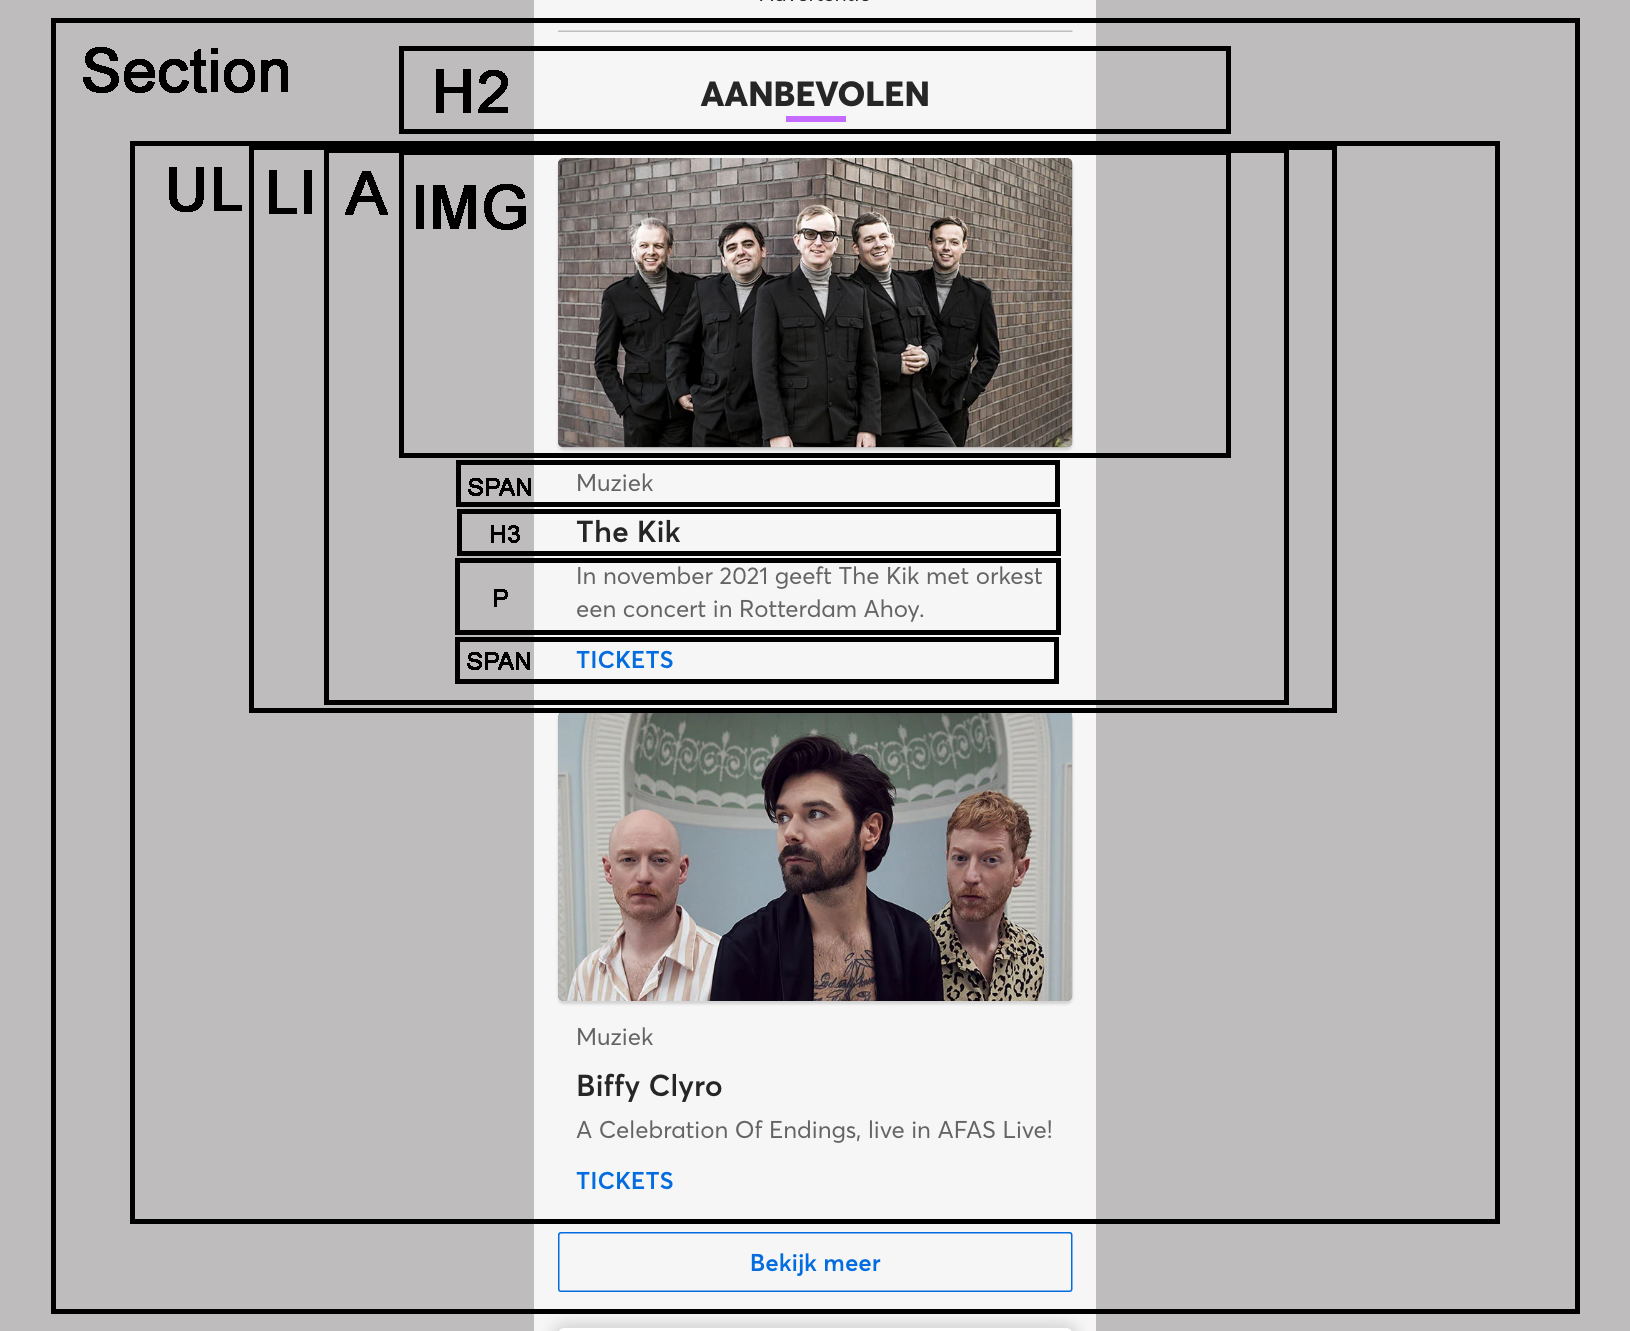 Section
H2
AANBEVOLEN
UL
LI
A
IMG
SPAN
Muziek
H3
The Kik
P
In november 2021 geeft The Kik met orkest
een concert in Rotterdam Ahoy.
SPAN
TICKETS
Muziek
Biffy Clyro
A Celebration Of Endings, live in AFAS Live!
TICKETS
Bekijk meer